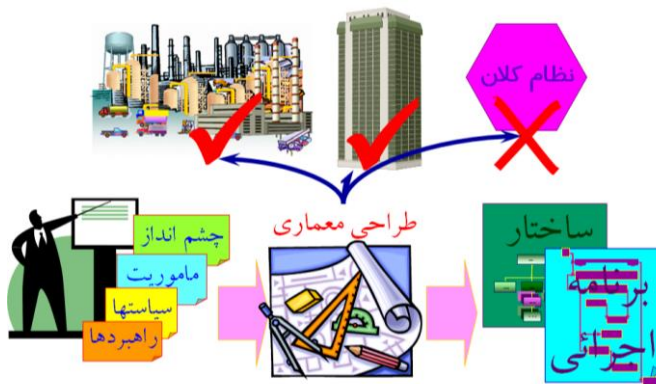 نظام کلان
طراحی معماری
چشم انداز
ماموریت
سیاستها
راهبردها
ساختار
برنامه
اجرائی